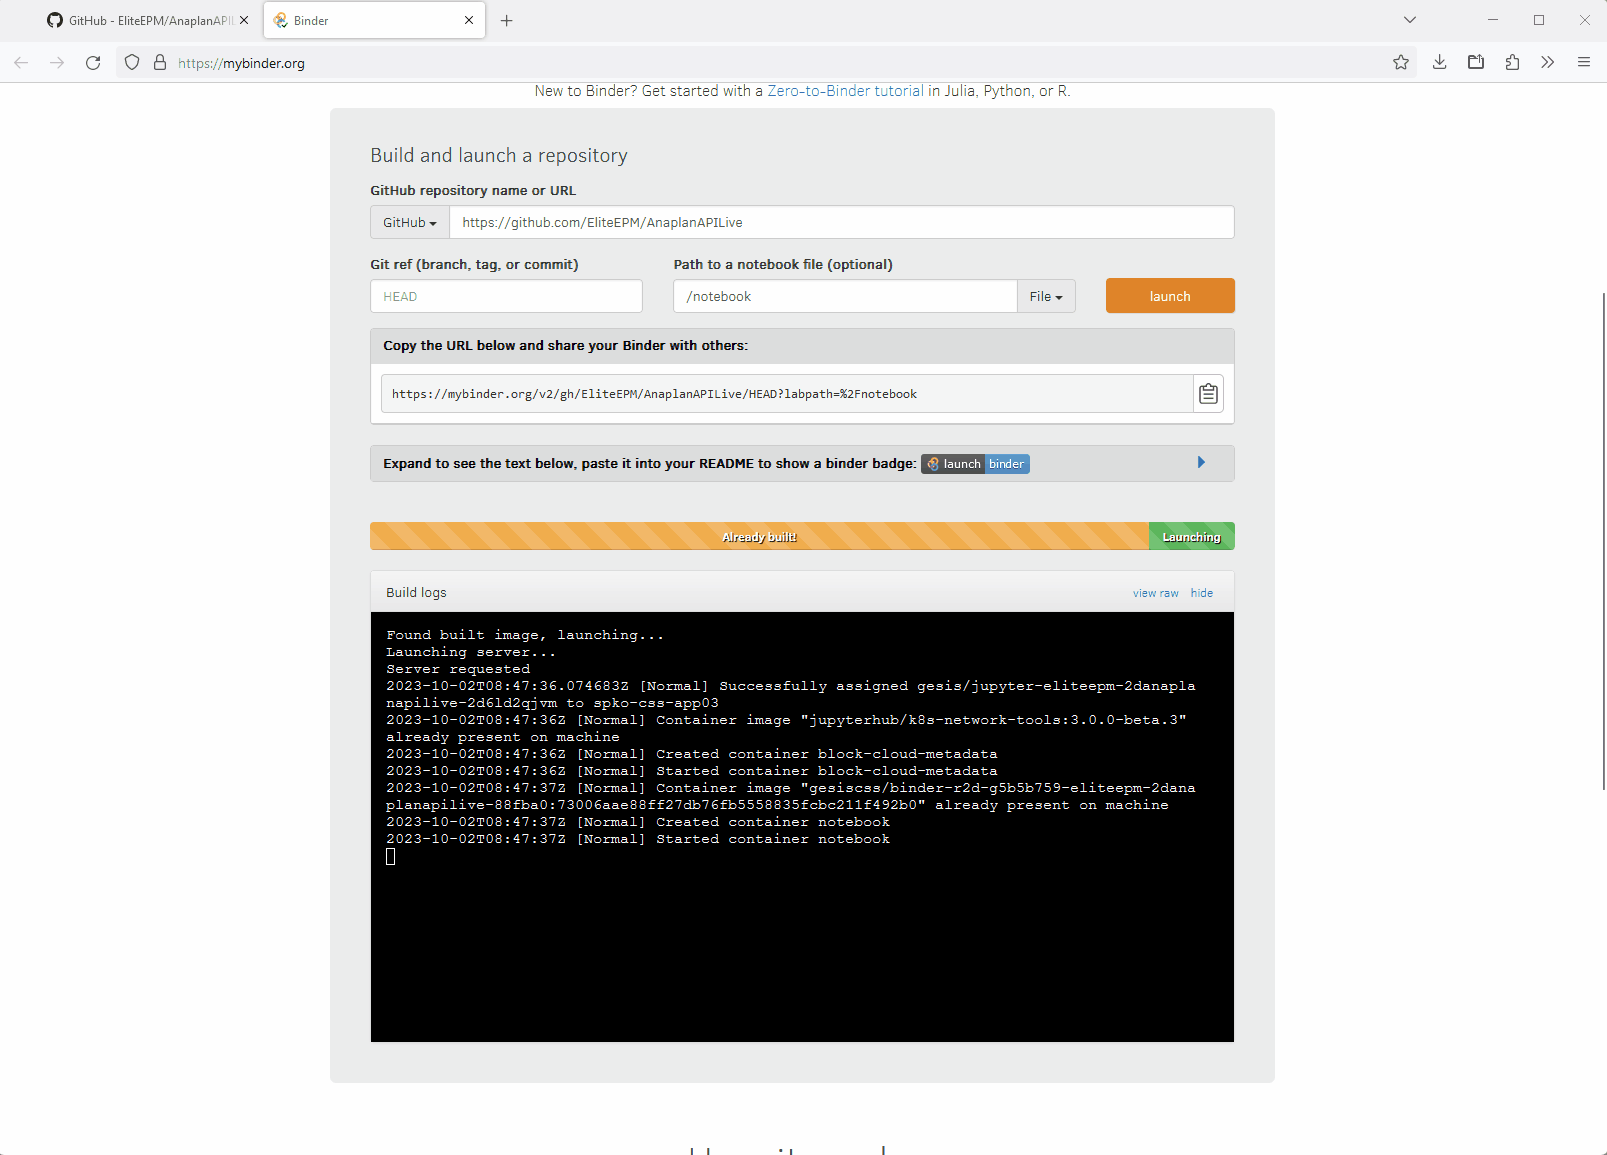 GitHub - EliteEPM/AnaplanAPIL
Binder
https://mybinder.org
New to Binder? Get started with a Zero-to-Binder tutorial in Julia, Python, or R.
Build and launch a repository
GitHub repository name or URL
GitHub https://github.com/EliteEPM/AnaplanAPILive
Git ref (branch, tag, or commit) Path to a notebook file (optional)
HEAD /notebook File launch
Copy the URL below and share your Binder with others:
https://mybinder.org/v2/gh/EliteEPM/AnaplanAPILive/HEAD?labpath=%2Fnotebook
Expand to see the text below, paste it into your README to show a binder badge: launch binder
Already built! Launching
Build logs view raw hide
Found built image, launching...
Launching server...
Server requested
2023-10-02T08:47:36.074683Z [Normal] Successfully assigned gesis/jupyter-eliteepm-2danapla
napilive-2d6ld2qjvm to spko-css-app03
2023-10-02T08:47:36Z [Normal] Container image "jupyterhub/k8s-network-tools:3.0.0-beta.3"
already present on machine
2023-10-02T08:47:36Z [Normal] Created container block-cloud-metadata
2023-10-02T08:47:36Z [Normal] Started container block-cloud-metadata
2023-10-02T08:47:37Z [Normal] Container image "gesiscss/binder-r2d-g5b5b759-eliteepm-2dana
planapilive-88fba0:73006aae88ff27db76fb5558835fcbc211f492b0" already present on machine
2023-10-02T08:47:37Z [Normal] Created container notebook
2023-10-02T08:47:37Z [Normal] Started container notebook